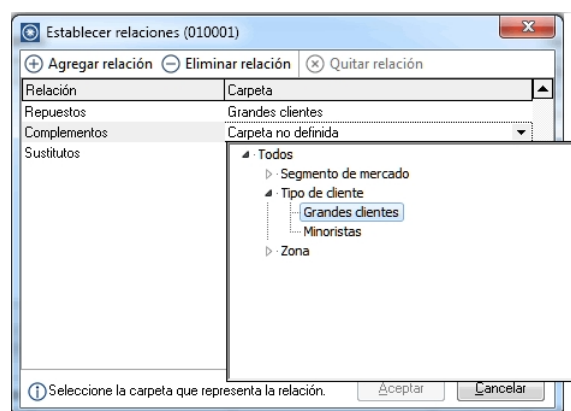 Establecer relaciones (010001)
Agregar relación Eliminar relación Quitar relación
Relación Carpeta
Repuestos Grandes clientes
Complementos Carpeta no definida
Sustitutos
Todos
Segmento de mercado
Tipo de cliente
Grandes clientes
Minoristas
Zona
Seleccione la carpeta que representa la relación. Aceptar Cancelar